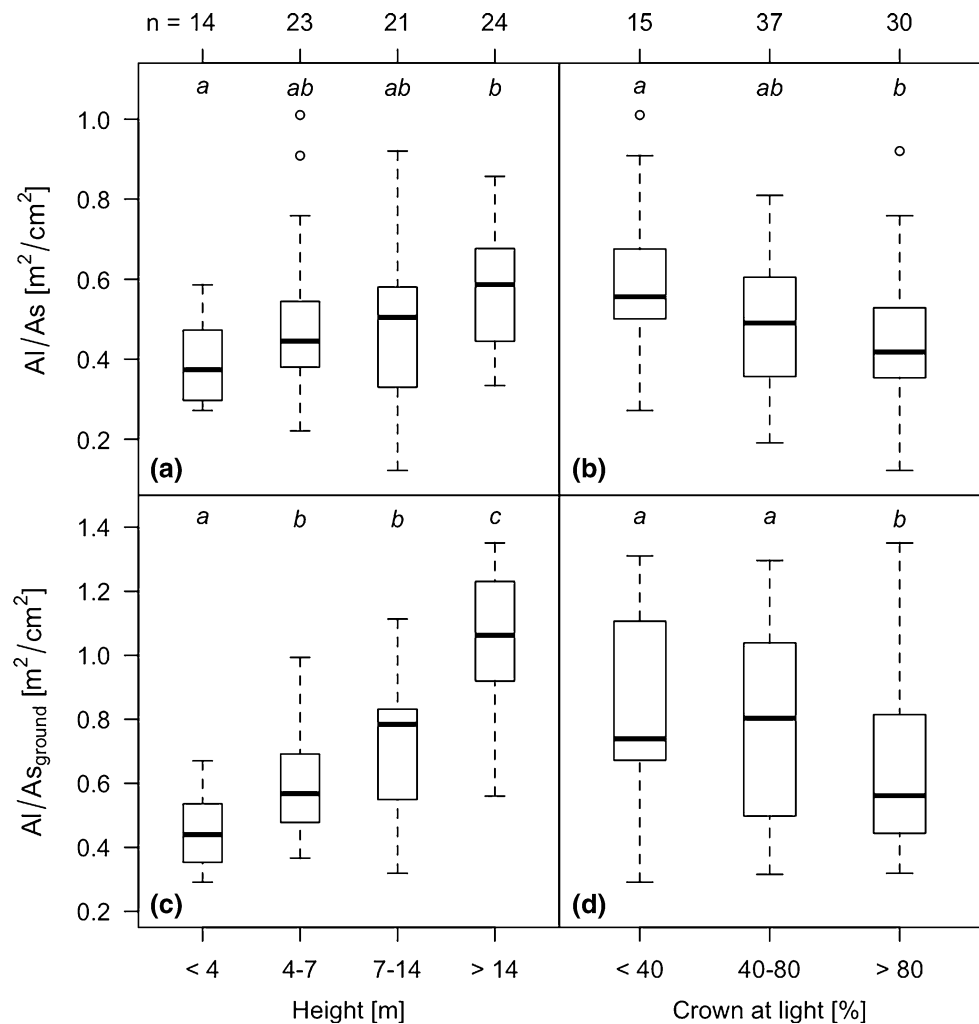 n = 14 23 21 24 15 37 30
a ab ab b a ab b
1.0
0.8
0.6
0.4
0.2
Al/As [m²/cm²]
(a) (b)
a b b c a a b
1.4
1.2
1.0
0.8
0.6
0.4
0.2
Al/Asground [m²/cm²]
(c) (d)
< 4 4-7 7-14 > 14 < 40 40-80 > 80
Height [m] Crown at light [%]